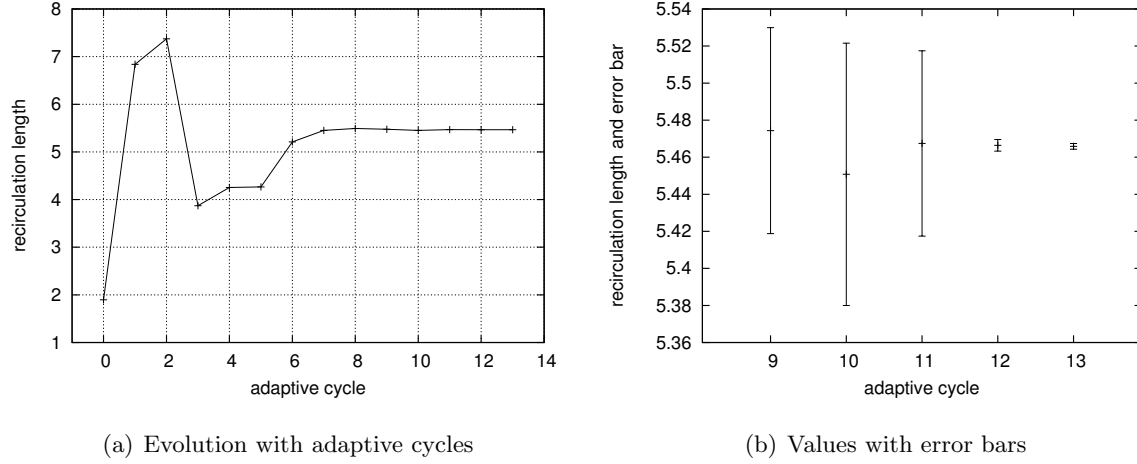 8
7
6
5
4
3
2
1
recirculation length
0 2 4 6 8 10 12 14
adaptive cycle
(a) Evolution with adaptive cycles
5.54
5.52
5.5
5.48
5.46
5.44
5.42
5.4
5.38
5.36
recirculation length and error bar
9 10 11 12 13
adaptive cycle
(b) Values with error bars